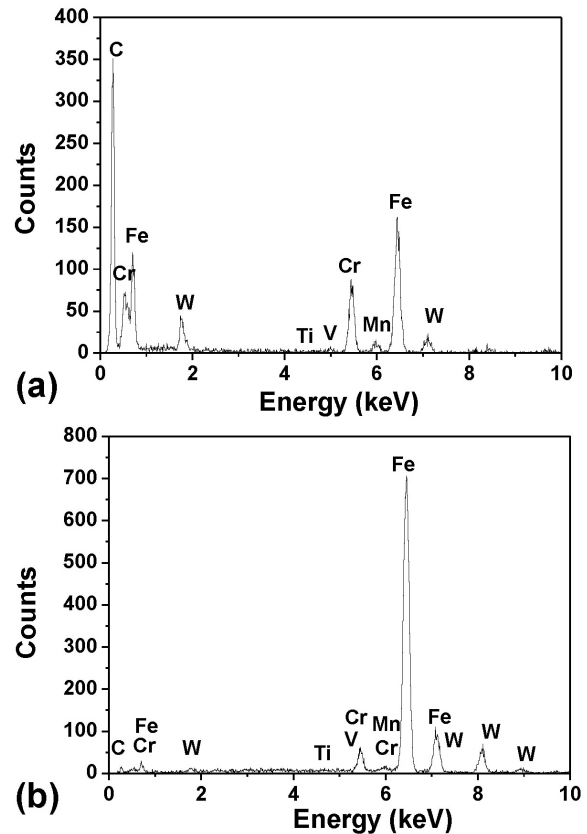 400
350
300
250
200
150
100
50
0
Counts
C
Fe
Cr
W
Ti
V
Cr
Mn
Fe
W
0 2 4 6 8 10
Energy (keV)
(a)
800
700
600
500
400
300
200
100
0
Counts
C
Fe
Cr
W
Ti
Cr
V
Mn
Cr
Fe
Fe
W
W
W
0 2 4 6 8 10
Energy (keV)
(b)